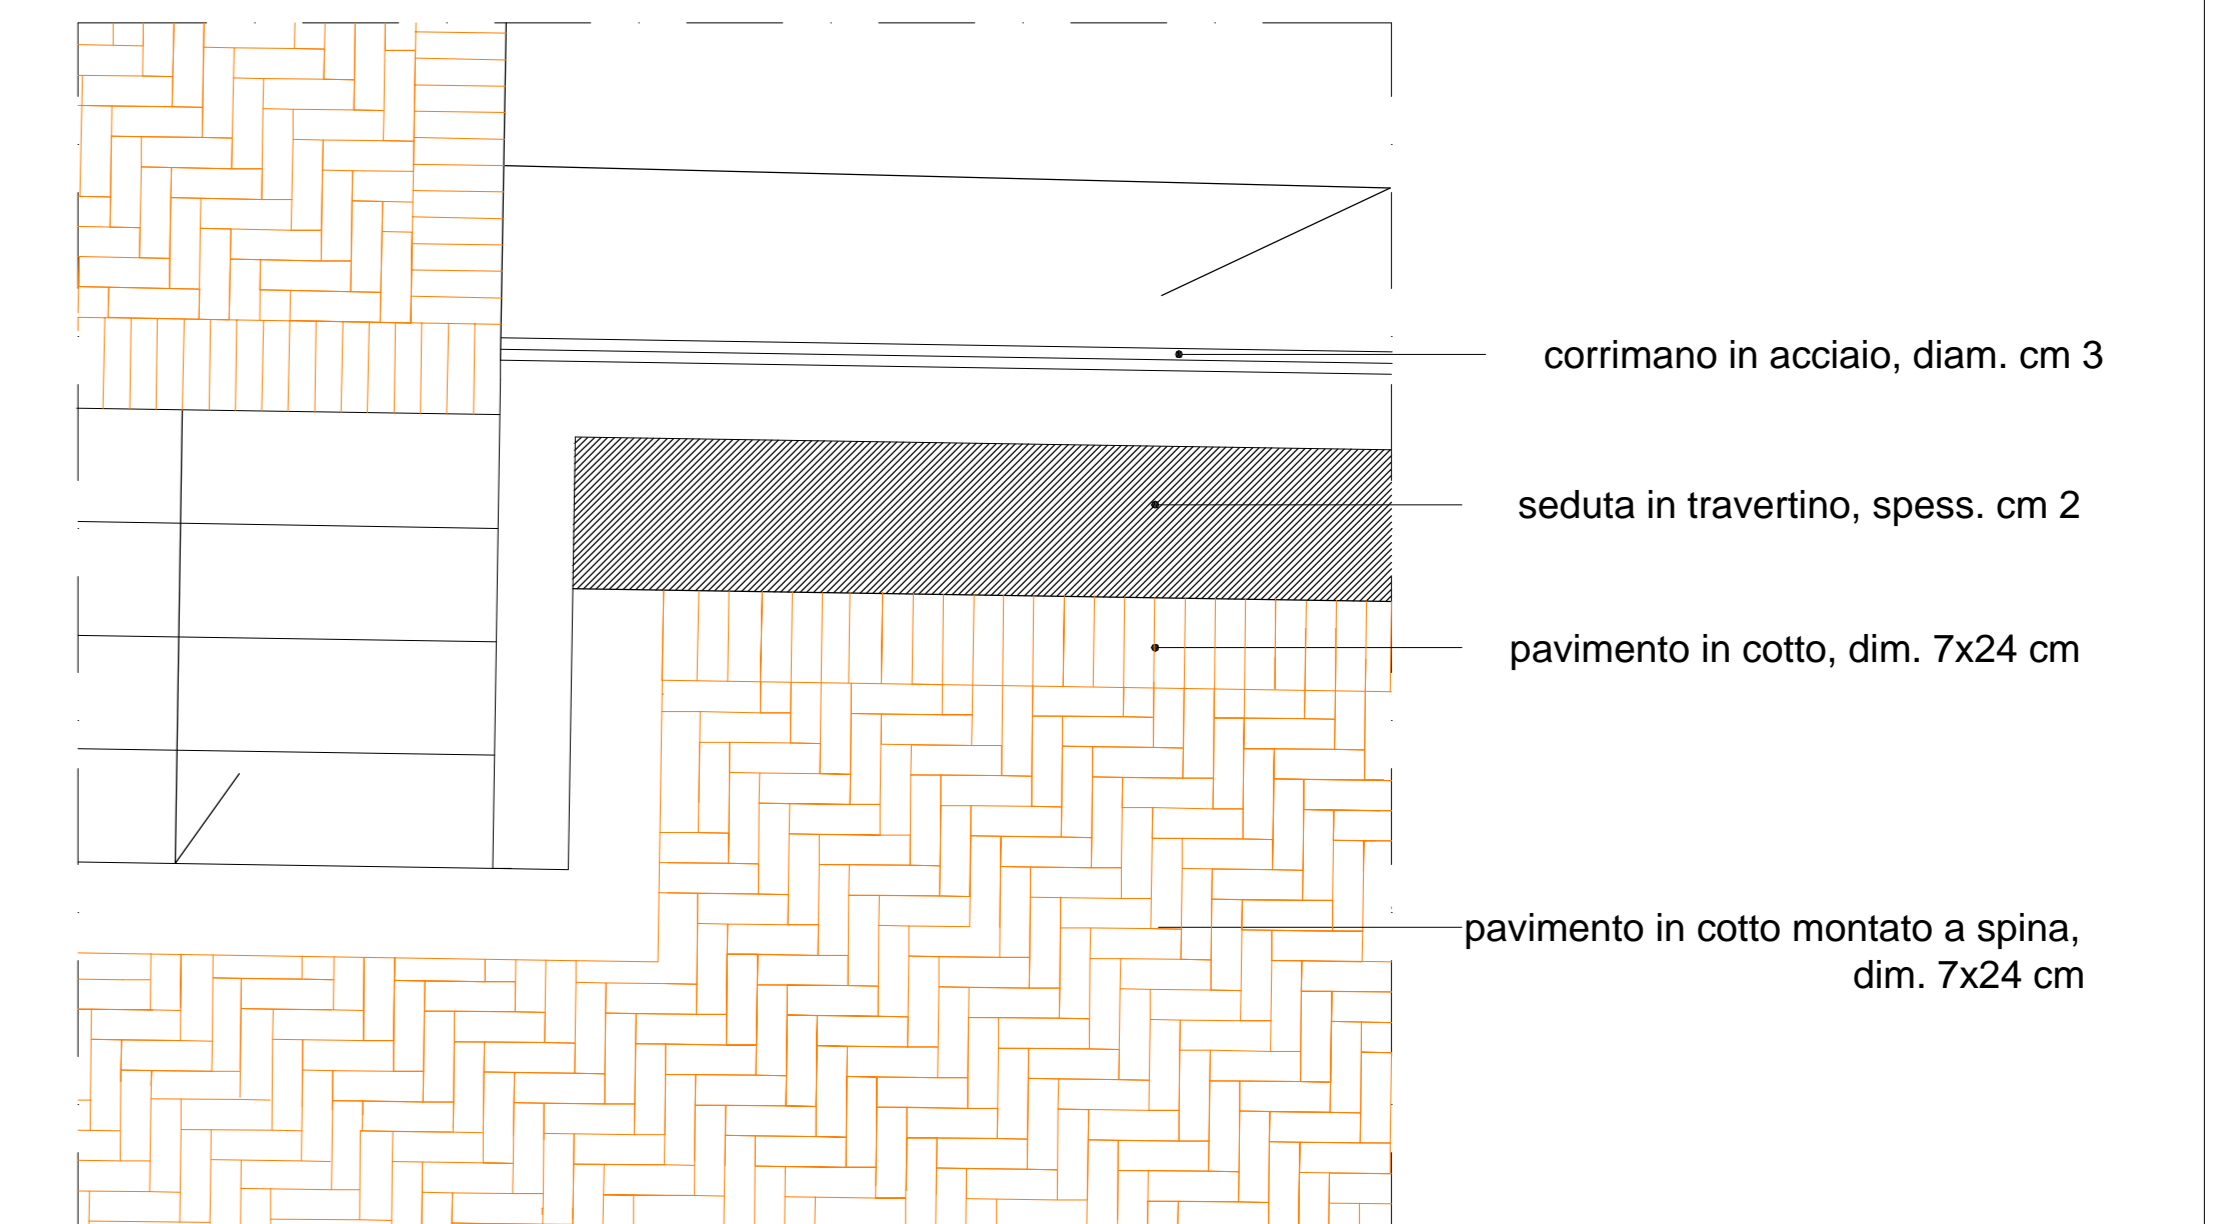 corrimano in acciaio, diam. cm 3
seduta in travertino, spess. cm 2
pavimento in cotto, dim. 7x24 cm
pavimento in cotto montato a spina,
dim. 7x24 cm